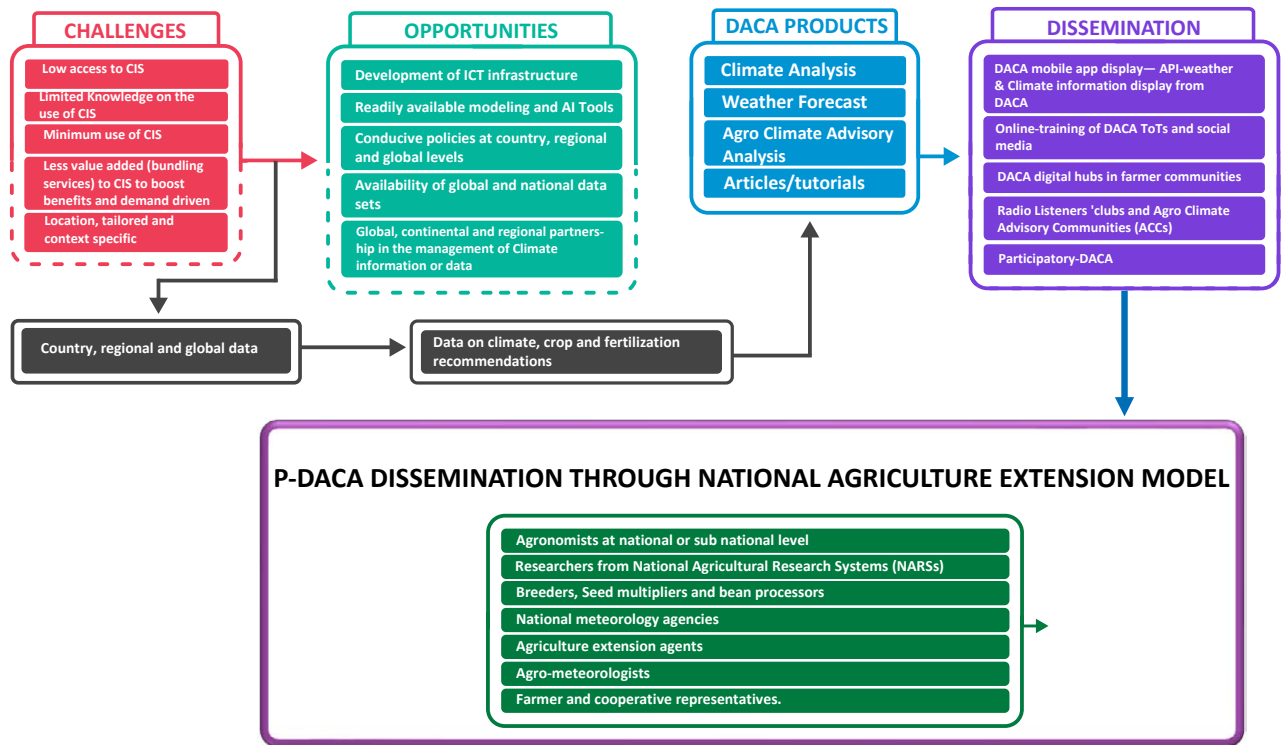 CHALLENGES
Low access to CIS
Limited Knowledge on the
use of CIS
Minimum use of CIS
Less value added (bundling
services) to CIS to boost
benefits and demand driven
Location, tailored and
context specific
OPPORTUNITIES
Development of ICT infrastructure
Readily available modeling and AI Tools
Conducive policies at country, regional
and global levels
Availability of global and national data
sets
Global, continental and regional partners-
hip in the management of Climate
information or data
DACA PRODUCTS
Climate Analysis
Weather Forecast
Agro Climate Advisory
Analysis
Articles/tutorials
DISSEMINATION
DACA mobile app display— API-weather
& Climate information display from
DACA
Online-training of DACA ToTs and social
media
DACA digital hubs in farmer communities
Radio Listeners 'clubs and Agro Climate
Advisory Communities (ACCs)
Participatory-DACA
Country, regional and global data
Data on climate, crop and fertilization
recommendations
P-DACA DISSEMINATION THROUGH NATIONAL AGRICULTURE EXTENSION MODEL
Agronomists at national or sub national level
Researchers from National Agricultural Research Systems (NARSs)
Breeders, Seed multipliers and bean processors
National meteorology agencies
Agriculture extension agents
Agro-meteorologists
Farmer and cooperative representatives.